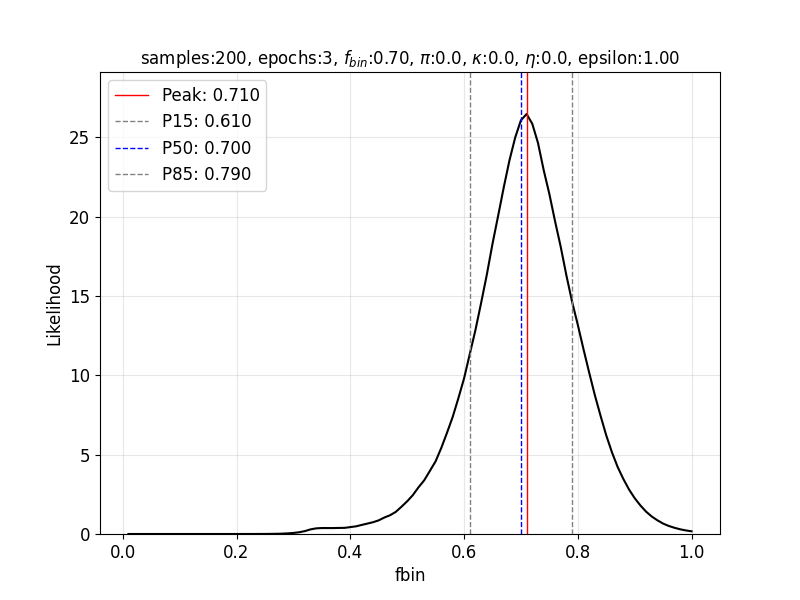 samples:200, epochs:3, f_bin:0.70, π:0.0, κ:0.0, η:0.0, epsilon:1.00
Peak: 0.710
P15: 0.610
P50: 0.700
P85: 0.790
25
20
15
10
5
0
Likelihood
0.0 0.2 0.4 0.6 0.8 1.0
fbin